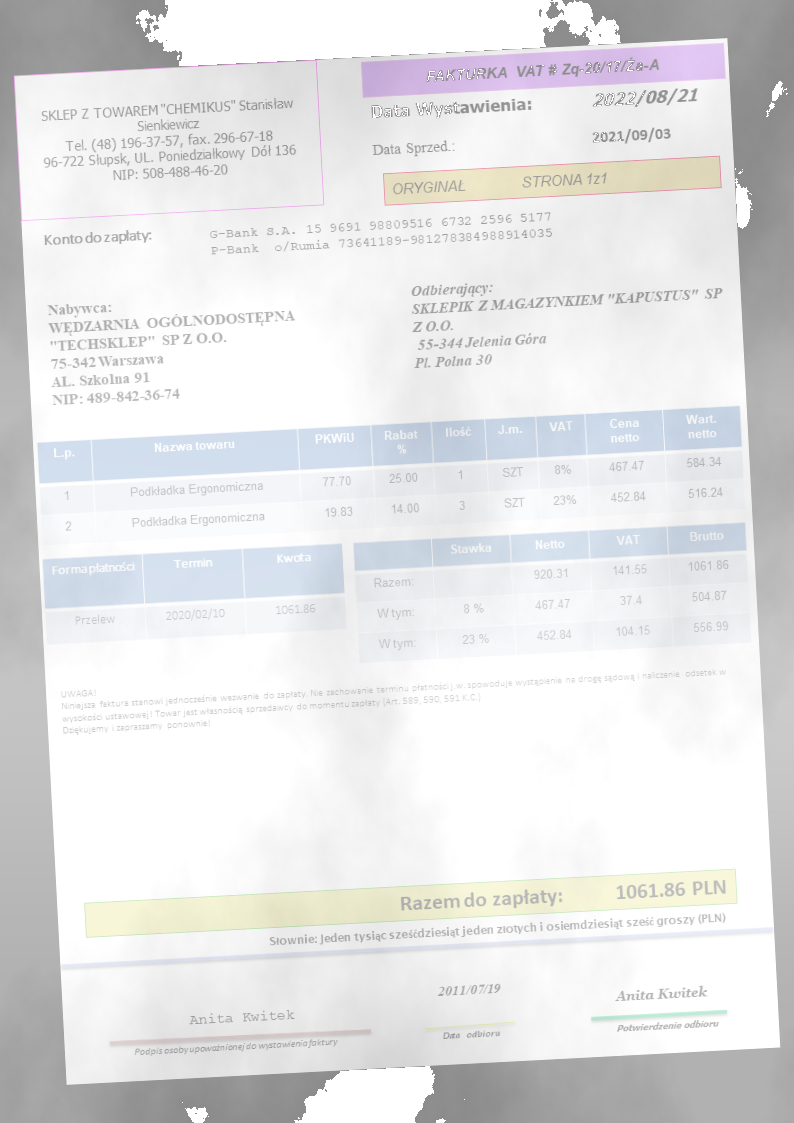 SKLEP Z TOWAREM "CHEMIKUS" Stanisław
Sienkiewicz
Tel. (48) 196-37-57, fax. 296-67-18
96-722 Słupsk, UL. Poniedziałkowy Dół 136
NIP: 508-488-46-20
FAKTURKA VAT # Zq-20/17/Że-A
Data Wystawienia: 2022/08/21
Data Sprzed.: 2021/09/03
ORYGINAŁ STRONA 1z1
Konto do zapłaty:
G-Bank S.A. 15 9691 98809516 6732 2596 5177
P-Bank o/Rumia 73641189-981278384988914035
Nabywca:
WĘDZARNIA OGÓLNODOSTĘPNA
"TECHSKLEP" SP Z O.O.
75-342 Warszawa
AL. Szkolna 91
NIP: 489-842-36-74
Odbierający:
SKLEPIK Z MAGAZYNKIEM "KAPUSTUS" SP
Z O.O.
55-344 Jelenia Góra
Pl. Polna 30
L.p. Nazwa towaru PKWiU Rabat % Ilość J.m. VAT Cena netto Wart. netto
1 Podkładka Ergonomiczna 77.70 25.00 1 SZT 8% 467.47 584.34
2 Podkładka Ergonomiczna 19.83 14.00 3 SZT 23% 452.84 516.24
Forma płatności Termin Kwota
Przelew 2020/02/10 1061.86
Stawka Netto VAT Brutto
Razem: 920.31 141.55 1061.86
W tym: 8 % 467.47 37.4 504.87
W tym: 23 % 452.84 104.15 556.99
UWAGA!
Niniejsza faktura stanowi jednocześnie wezwanie do zapłaty. Nie zachowanie terminu płatności j.w. spowoduje wystąpienie na drogę sądową i naliczenie odsetek w
wysokości ustawowej! Towar jest własnością sprzedawcy do momentu zapłaty (Art. 589, 590, 591 K.C.)
Dziękujemy i zapraszamy ponownie!
Razem do zapłaty: 1061.86 PLN
Słownie: Jeden tysiąc sześćdziesiąt jeden złotych i osiemdziesiąt sześć groszy (PLN)
Anita Kwitek
Podpis osoby upoważnionej do wystawienia faktury
2011/07/19
Data odbioru
Anita Kwitek
Potwierdzenie odbioru